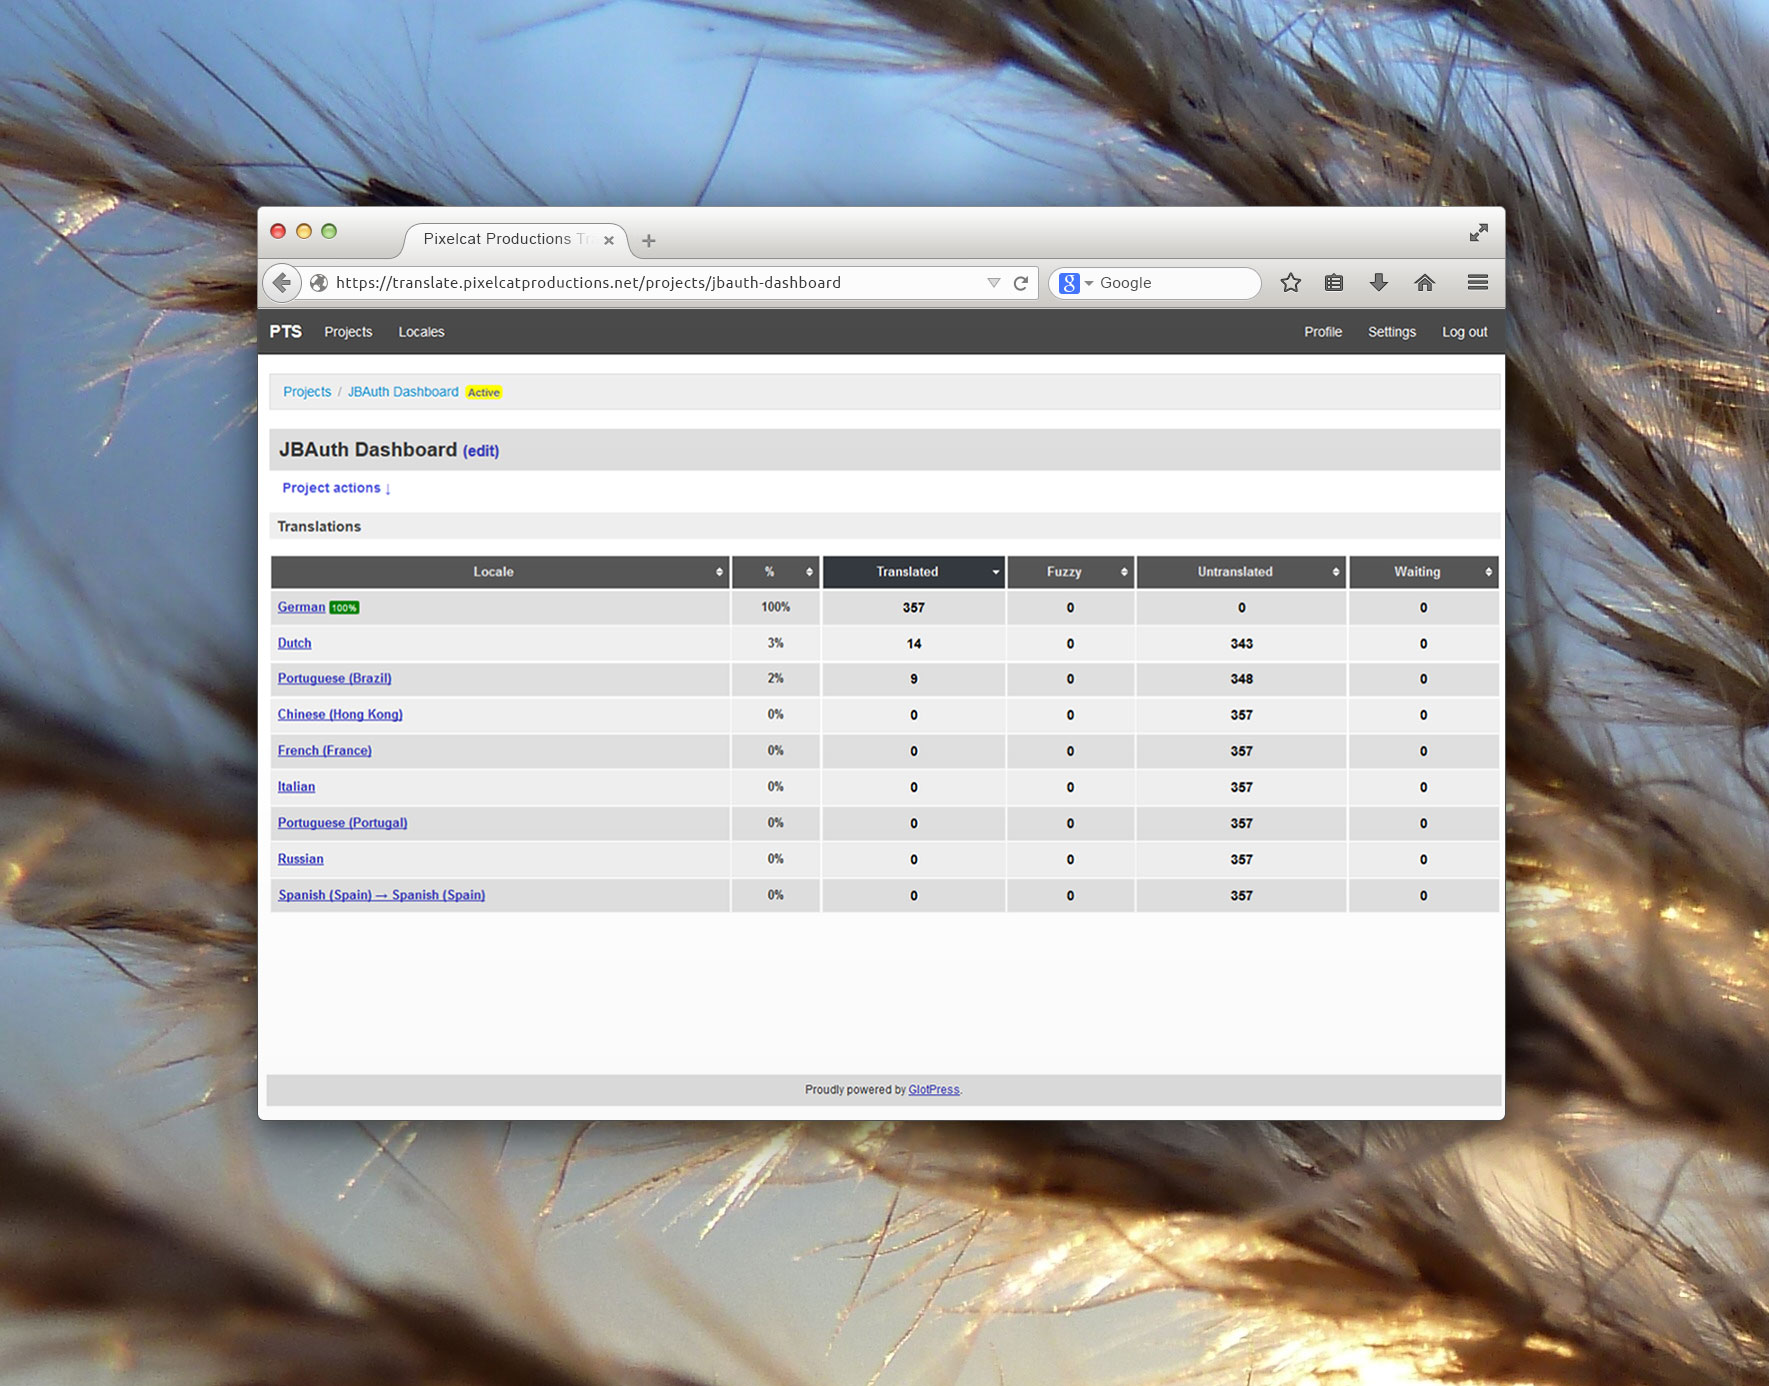 Pixelcat Productions
https://translate.pixelcatproductions.net/projects/jbauth-dashboard
Google
PTS Projects Locales Profile Settings Log out
Projects / JBAuth Dashboard Active
JBAuth Dashboard (edit)
Project actions ↓
Translations
Locale % Translated Fuzzy Untranslated Waiting
German 100% 100% 357 0 0 0
Dutch 3% 14 0 343 0
Portuguese (Brazil) 2% 9 0 348 0
Chinese (Hong Kong) 0% 0 0 357 0
French (France) 0% 0 0 357 0
Italian 0% 0 0 357 0
Portuguese (Portugal) 0% 0 0 357 0
Russian 0% 0 0 357 0
Spanish (Spain) → Spanish (Spain) 0% 0 0 357 0
Proudly powered by GlotPress.